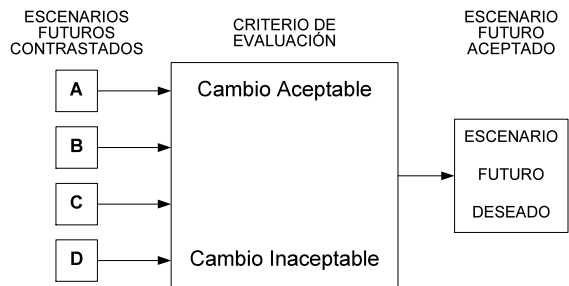 ESCENARIOS
FUTUROS
CONTRASTADOS
CRITERIO DE
EVALUACIÓN
ESCENARIO
FUTURO
ACEPTADO
A
B
C
D
Cambio Aceptable
Cambio Inaceptable
ESCENARIO
FUTURO
DESEADO